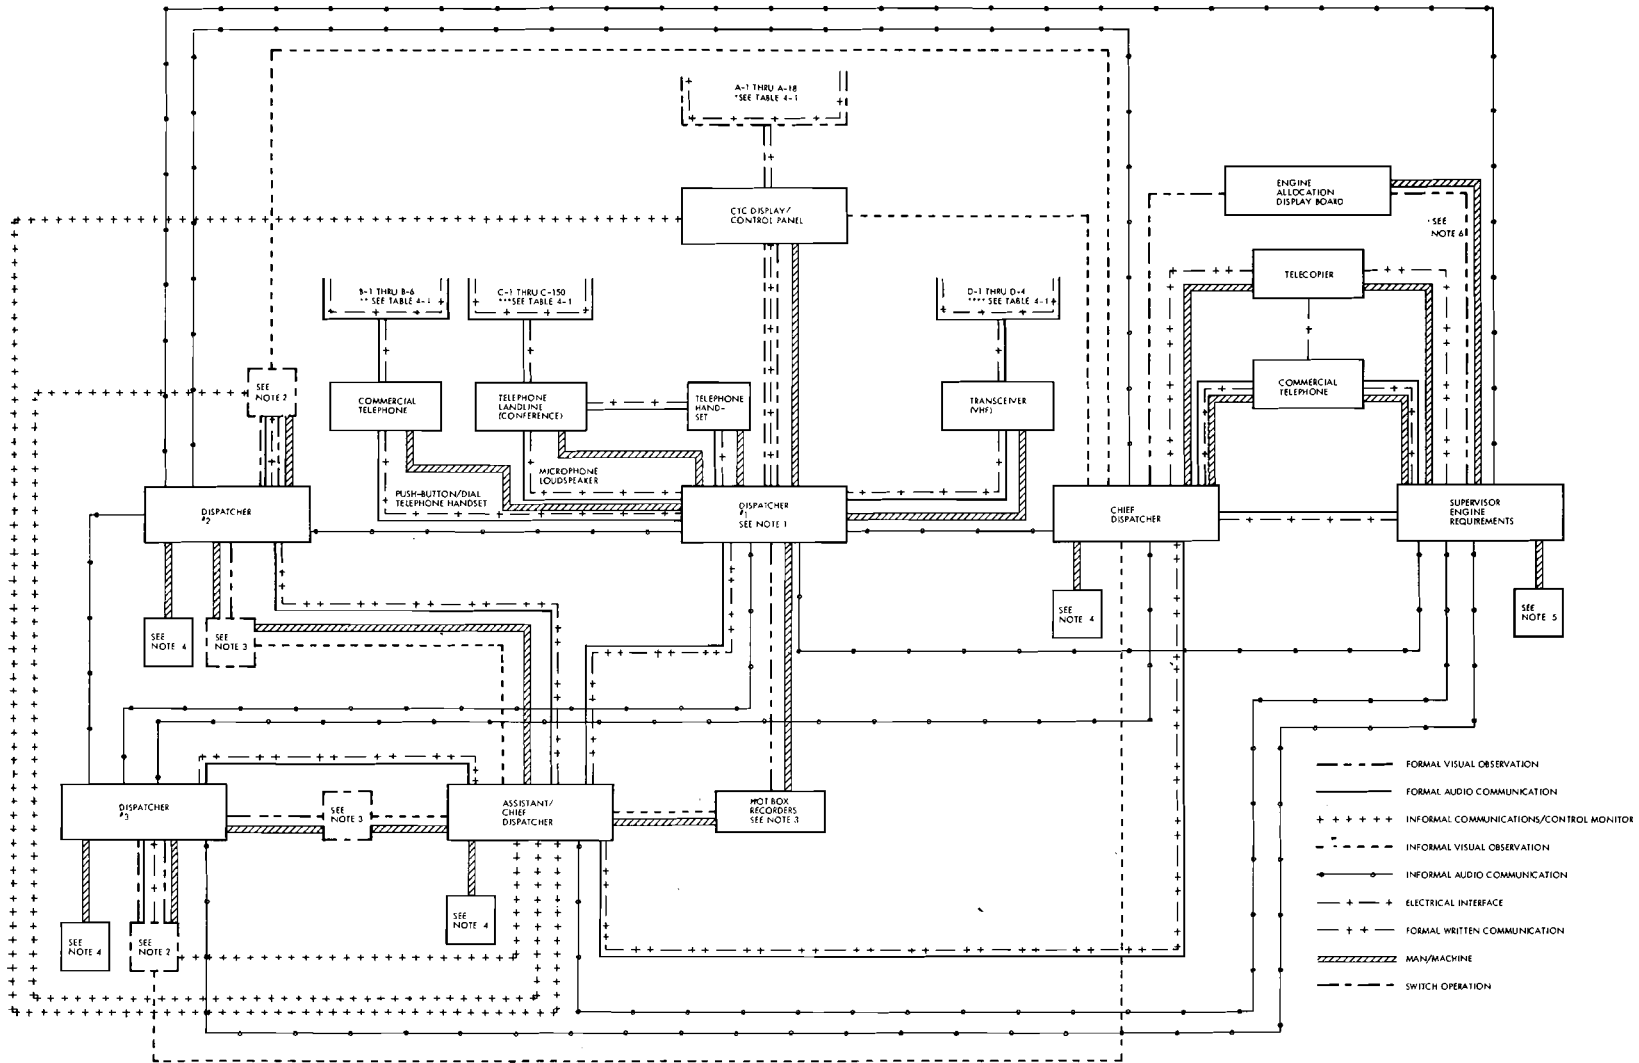 A-1 THRU A-18
*SEE TABLE 4-1
ENGINE
ALLOCATION
DISPLAY BOARD
CTC DISPLAY/
CONTROL PANEL
*SEE
NOTE 6
TELECOPIER
B-1 THRU B-6
** SEE TABLE 4-1
C-1 THRU C-150
***SEE TABLE 4-1
D-1 THRU D-4
**** SEE TABLE 4-1
SEE
NOTE 2
COMMERCIAL
TELEPHONE
TELEPHONE
LANDLINE
(CONFERENCE)
TELEPHONE
HAND-
SET
TRANSCEIVER
(VHF)
COMMERCIAL
TELEPHONE
MICROPHONE
LOUDSPEAKER
PUSH-BUTTON/DIAL
TELEPHONE HANDSET
DISPATCHER
#2
DISPATCHER
#1
SEE NOTE 1
CHIEF
DISPATCHER
SUPERVISOR
ENGINE
REQUIREMENTS
SEE
NOTE 4
SEE
NOTE 3
SEE
NOTE 4
SEE
NOTE 5
DISPATCHER
#3
SEE
NOTE 3
ASSISTANT/
CHIEF
DISPATCHER
HOT BOX
RECORDERS
SEE NOTE 3
SEE
NOTE 4
SEE
NOTE 2
SEE
NOTE 4
FORMAL VISUAL OBSERVATION
FORMAL AUDIO COMMUNICATION
INFORMAL COMMUNICATIONS/CONTROL MONITOR
INFORMAL VISUAL OBSERVATION
INFORMAL AUDIO COMMUNICATION
ELECTRICAL INTERFACE
FORMAL WRITTEN COMMUNICATION
MAN/MACHINE
SWITCH OPERATION